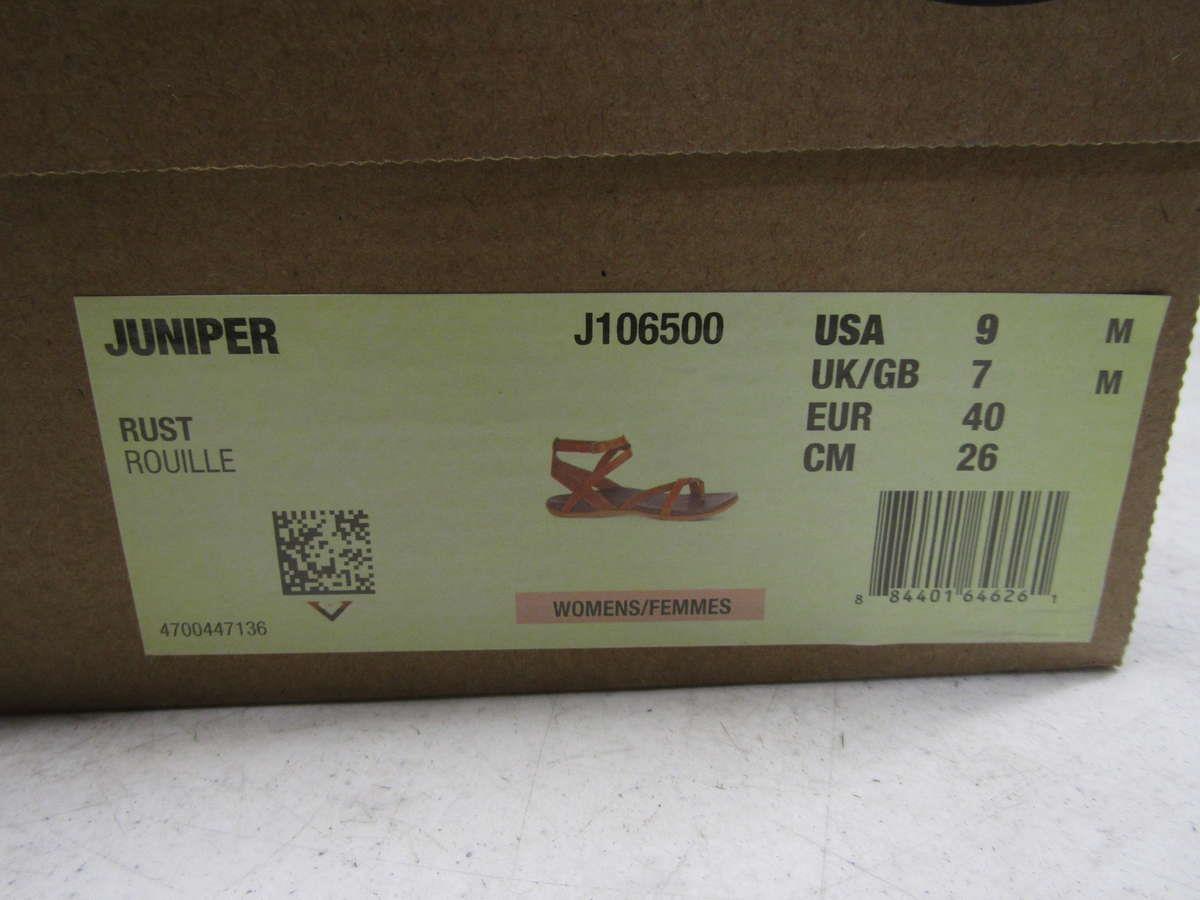 JUNIPER J106500 USA 9 M
UK/GB 7 M
EUR 40
CM 26
RUST
ROUILLE
WOMENS/FEMMES
4700447136
8 84401 64626 1